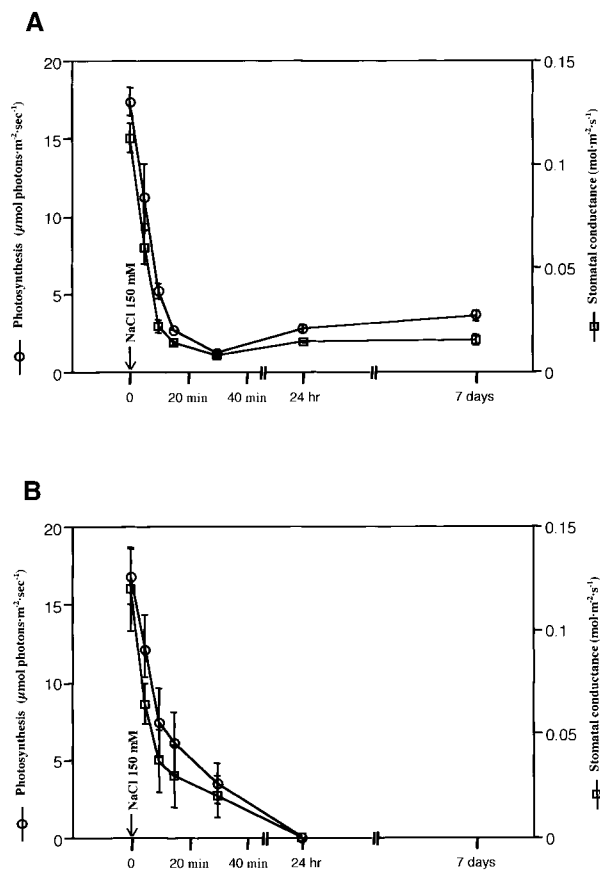 A
20
15
10
5
0
Photosynthesis (µmol photons·m⁻²·sec⁻¹)
NaCl 150 mM
0.15
0.1
0.05
0
Stomatal conductance (mol·m⁻²·s⁻¹)
0 20 min 40 min 24 hr 7 days
B
20
15
10
5
0
Photosynthesis (µmol photons·m⁻²·sec⁻¹)
NaCl 150 mM
0.15
0.1
0.05
0
Stomatal conductance (mol·m⁻²·s⁻¹)
0 20 min 40 min 24 hr 7 days